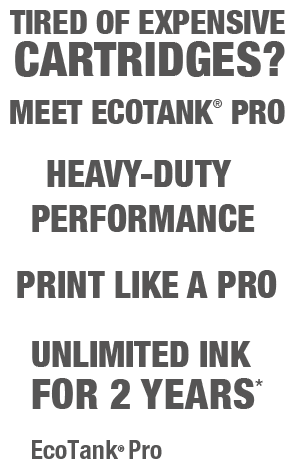 TIRED OF EXPENSIVE
CARTRIDGES?
MEET ECOTANK® PRO
HEAVY-DUTY
PERFORMANCE
PRINT LIKE A PRO
UNLIMITED INK
FOR 2 YEARS*
EcoTank® Pro